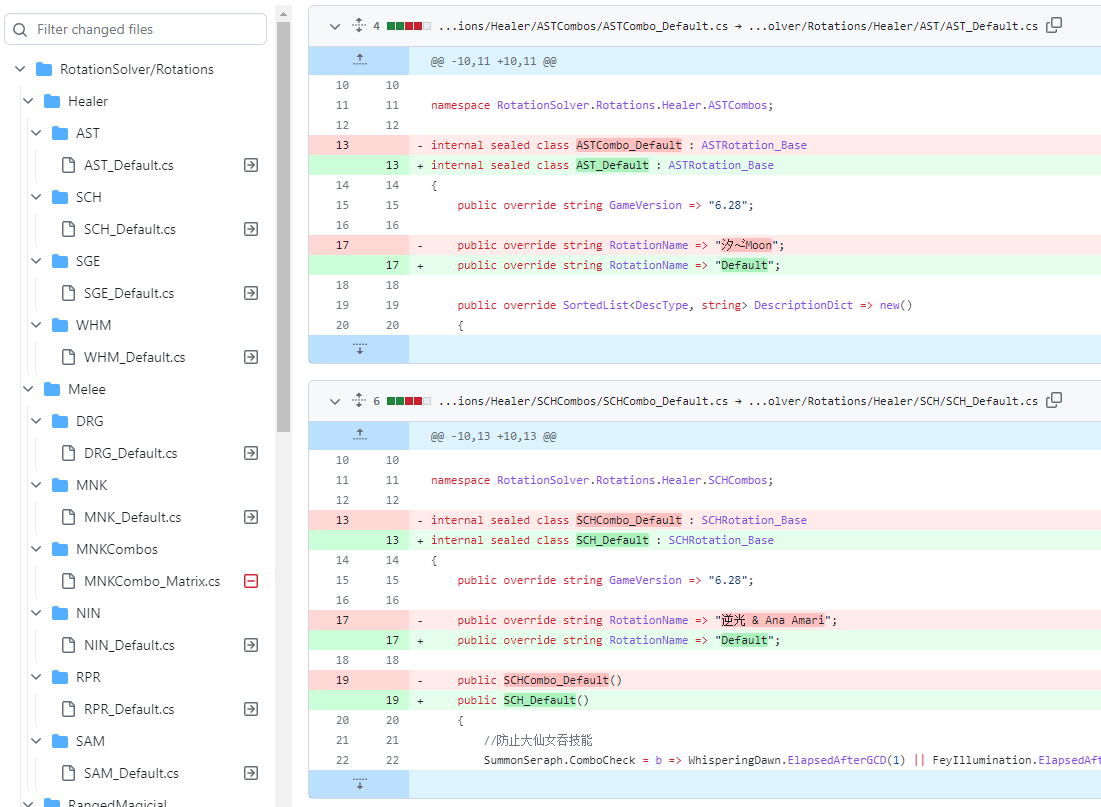 Filter changed files
RotationSolver/Rotations
Healer
AST
AST_Default.cs
SCH
SCH_Default.cs
SGE
SGE_Default.cs
WHM
WHM_Default.cs
Melee
DRG
DRG_Default.cs
MNK
MNK_Default.cs
MNKCombos
MNKCombo_Matrix.cs
NIN
NIN_Default.cs
RPR
RPR_Default.cs
SAM
SAM_Default.cs
RangedMagicial
4 ...ions/Healer/ASTCombos/ASTCombo_Default.cs → ...olver/Rotations/Healer/AST/AST_Default.cs
@@ -10,11 +10,11 @@
10 10
11 11 namespace RotationSolver.Rotations.Healer.ASTCombos;
12 12
13 - internal sealed class ASTCombo_Default : ASTRotation_Base
13 + internal sealed class AST_Default : ASTRotation_Base
14 14 {
15 15 public override string GameVersion => "6.28";
16 16
17 - public override string RotationName => "汐ベMoon";
17 + public override string RotationName => "Default";
18 18
19 19 public override SortedList<DescType, string> DescriptionDict => new()
20 20 {
6 ...ions/Healer/SCHCombos/SCHCombo_Default.cs → ...olver/Rotations/Healer/SCH/SCH_Default.cs
@@ -10,13 +10,13 @@
10 10
11 11 namespace RotationSolver.Rotations.Healer.SCHCombos;
12 12
13 - internal sealed class SCHCombo_Default : SCHRotation_Base
13 + internal sealed class SCH_Default : SCHRotation_Base
14 14 {
15 15 public override string GameVersion => "6.28";
16 16
17 - public override string RotationName => "逆光 & Ana Amari";
17 + public override string RotationName => "Default";
18 18
19 - public SCHCombo_Default()
19 + public SCH_Default()
20 20 {
21 21 //防止大仙女吞技能
22 22 SummonSeraph.ComboCheck = b => WhisperingDawn.ElapsedAfterGCD(1) || FeyIllumination.ElapsedAft